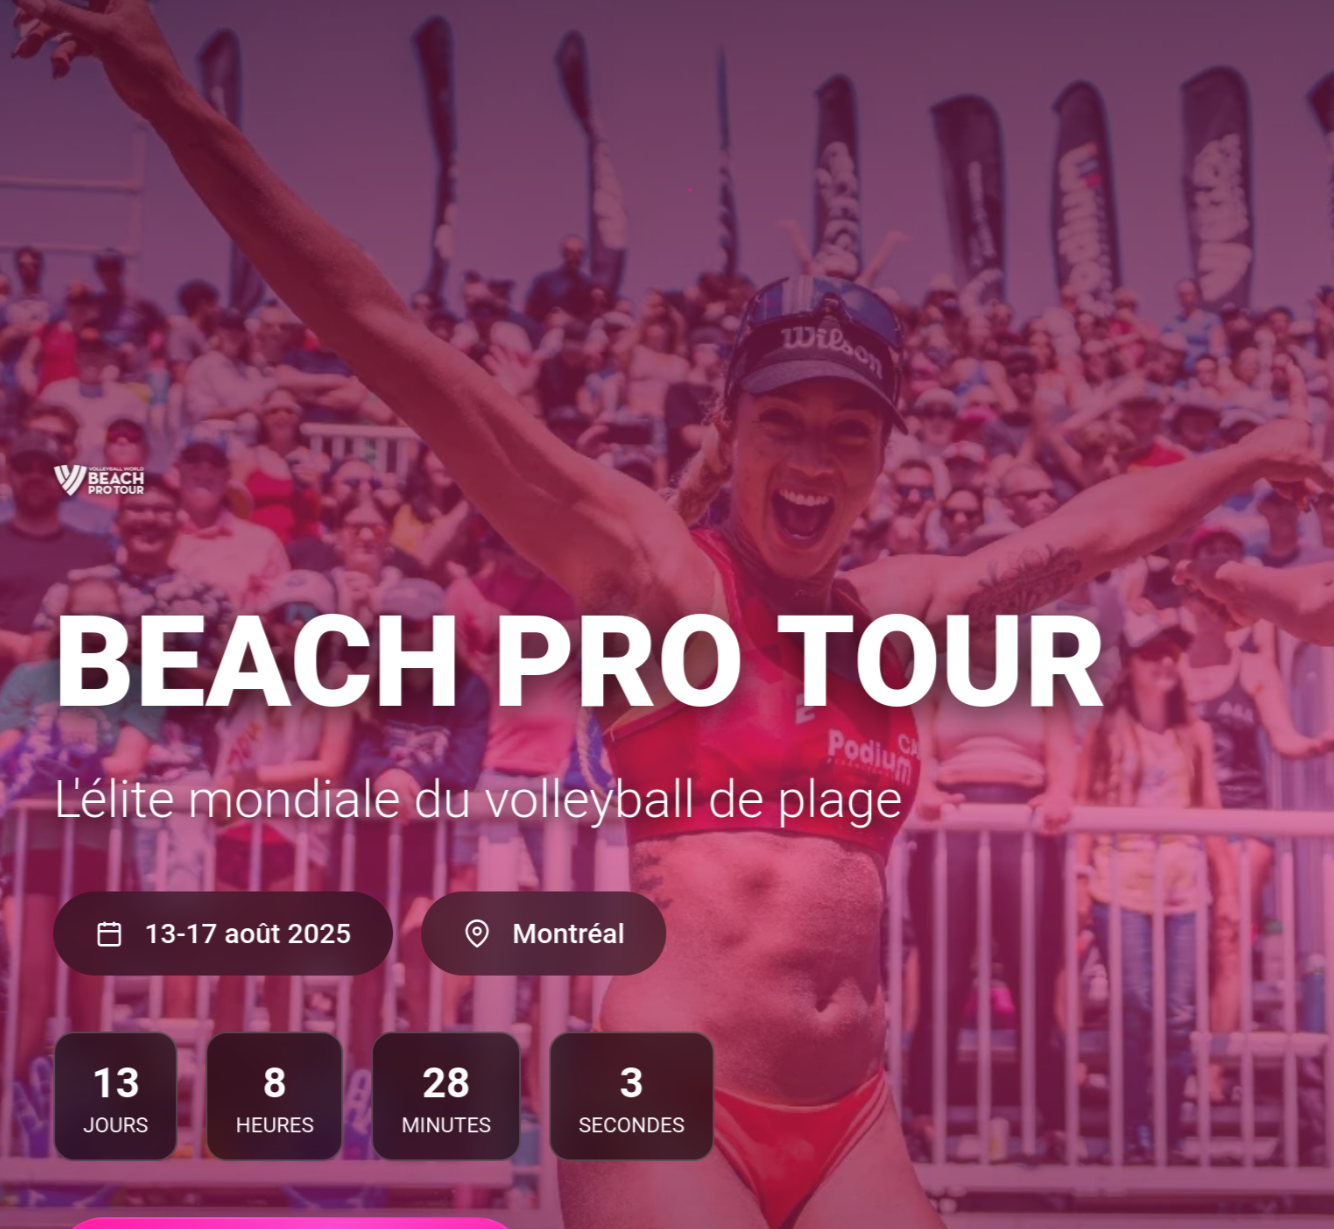 Wilson
VOLLEYBALL WORLD
BEACH
PRO TOUR
BEACH PRO TOUR
Podium
L'élite mondiale du volleyball de plage
13-17 août 2025
Montréal
13
JOURS
8
HEURES
28
MINUTES
3
SECONDES